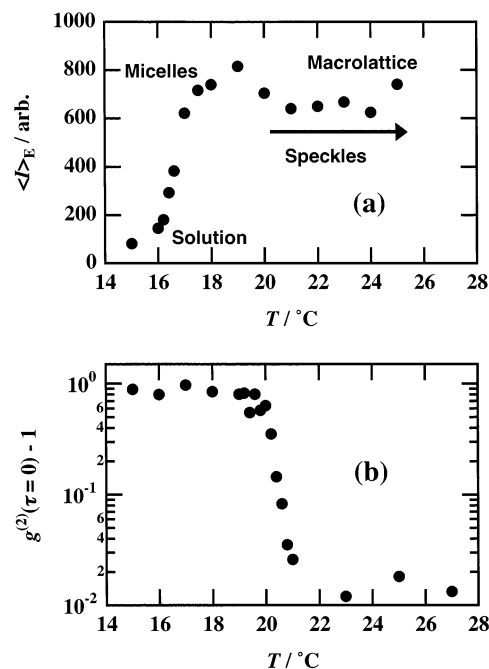 1000
800
600
400
200
0
<I>E / arb.
Micelles
Macrolattice
Speckles
(a)
Solution
14 16 18 20 22 24 26 28
T / ˚C
10^0
6
4
2
10^-1
6
4
2
10^-2
g^(2)(τ = 0) - 1
(b)
14 16 18 20 22 24 26 28
T / ˚C